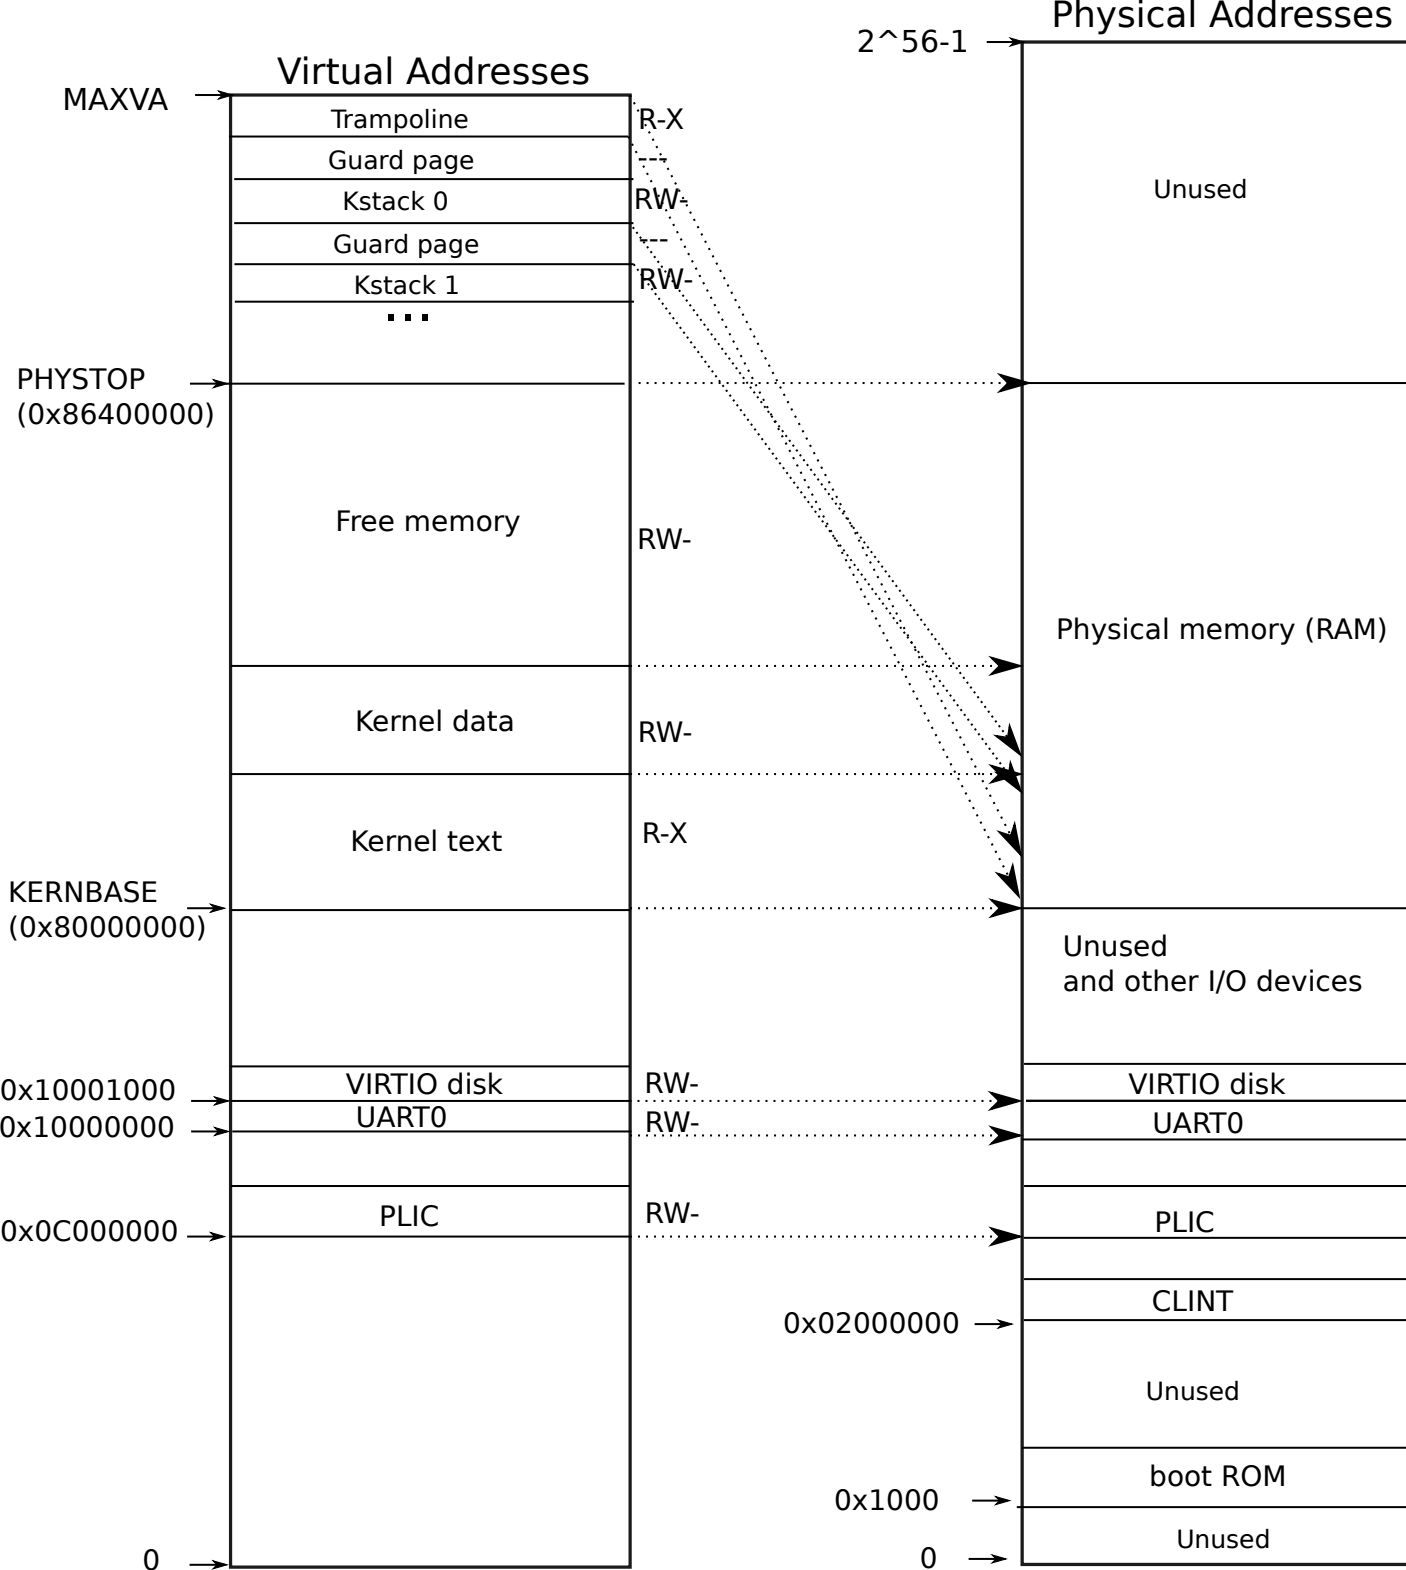 Physical Addresses
2^56-1
Virtual Addresses
MAXVA
Trampoline
R-X
Guard page
---
Unused
Kstack 0
RW-
Guard page
---
Kstack 1
RW-
...
PHYSTOP
(0x86400000)
Free memory
RW-
Physical memory (RAM)
Kernel data
RW-
Kernel text
R-X
KERNBASE
(0x80000000)
Unused
and other I/O devices
0x10001000
VIRTIO disk
RW-
VIRTIO disk
0x10000000
UART0
RW-
UART0
0x0C000000
PLIC
RW-
PLIC
CLINT
0x02000000
Unused
boot ROM
0x1000
Unused
0
0